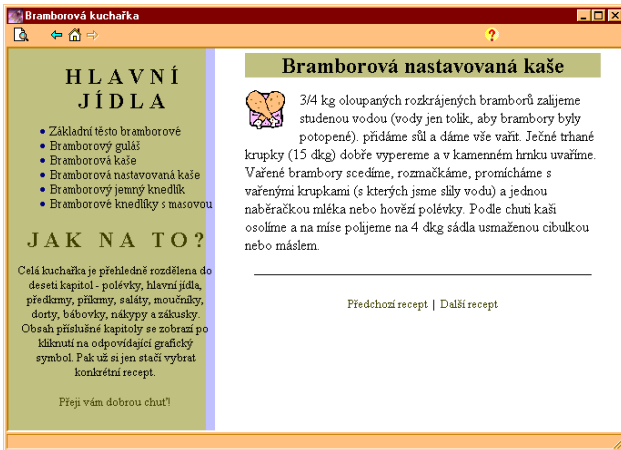 Bramborová kuchařka
?
HLAVNÍ
JÍDLA
Základní těsto bramborové
Bramborový guláš
Bramborová kaše
Bramborová nastavovaná kaše
Bramborový jemný knedlík
Bramborové knedlíky s masovou
JAK NA TO?
Celá kuchařka je přehledně rozdělena do
deseti kapitol - polévky, hlavní jídla,
předkrmy, příkrmy, saláty, moučníky,
dorty, bábovky, nákypy a zákusky.
Obsah příslušné kapitoly se zobrazí po
kliknutí na odpovídající grafický
symbol. Pak už si jen stačí vybrat
konkrétní recept.
Přeji vám dobrou chuť!
Bramborová nastavovaná kaše
3/4 kg oloupaných rozkrájených bramborů zalijeme
studenou vodou (vody jen tolik, aby brambory byly
potopené). přidáme sůl a dáme vše vařit. Ječné trhané
krupky (15 dkg) dobře vypereme a v kamenném hrnku uvaříme.
Vařené brambory scedíme, rozmačkáme, promícháme s
vařenými krupkami (s kterých jsme slily vodu) a jednou
naběračkou mléka nebo hovězí polévky. Podle chuti kaši
osolíme a na míse polijeme na 4 dkg sádla usmaženou cibulkou
nebo máslem.
Předchozí recept | Další recept